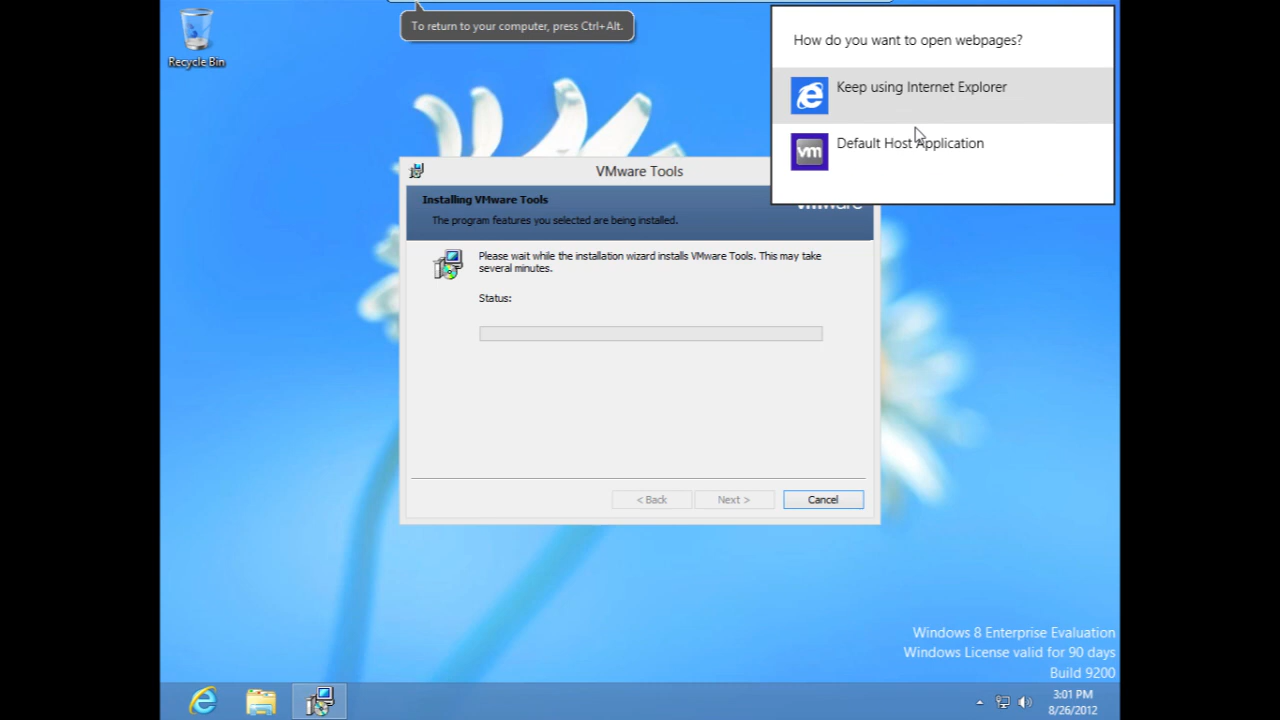 To return to your computer, press Ctrl+Alt.
How do you want to open webpages?
Recycle Bin
Keep using Internet Explorer
vm
Default Host Application
VMware Tools
Installing VMware Tools
vmware
The program features you selected are being installed.
Please wait while the installation wizard installs VMware Tools. This may take
several minutes.
Status:
< Back
Next >
Cancel
Windows 8 Enterprise Evaluation
Windows License valid for 90 days
Build 9200
3:01 PM
8/26/2012